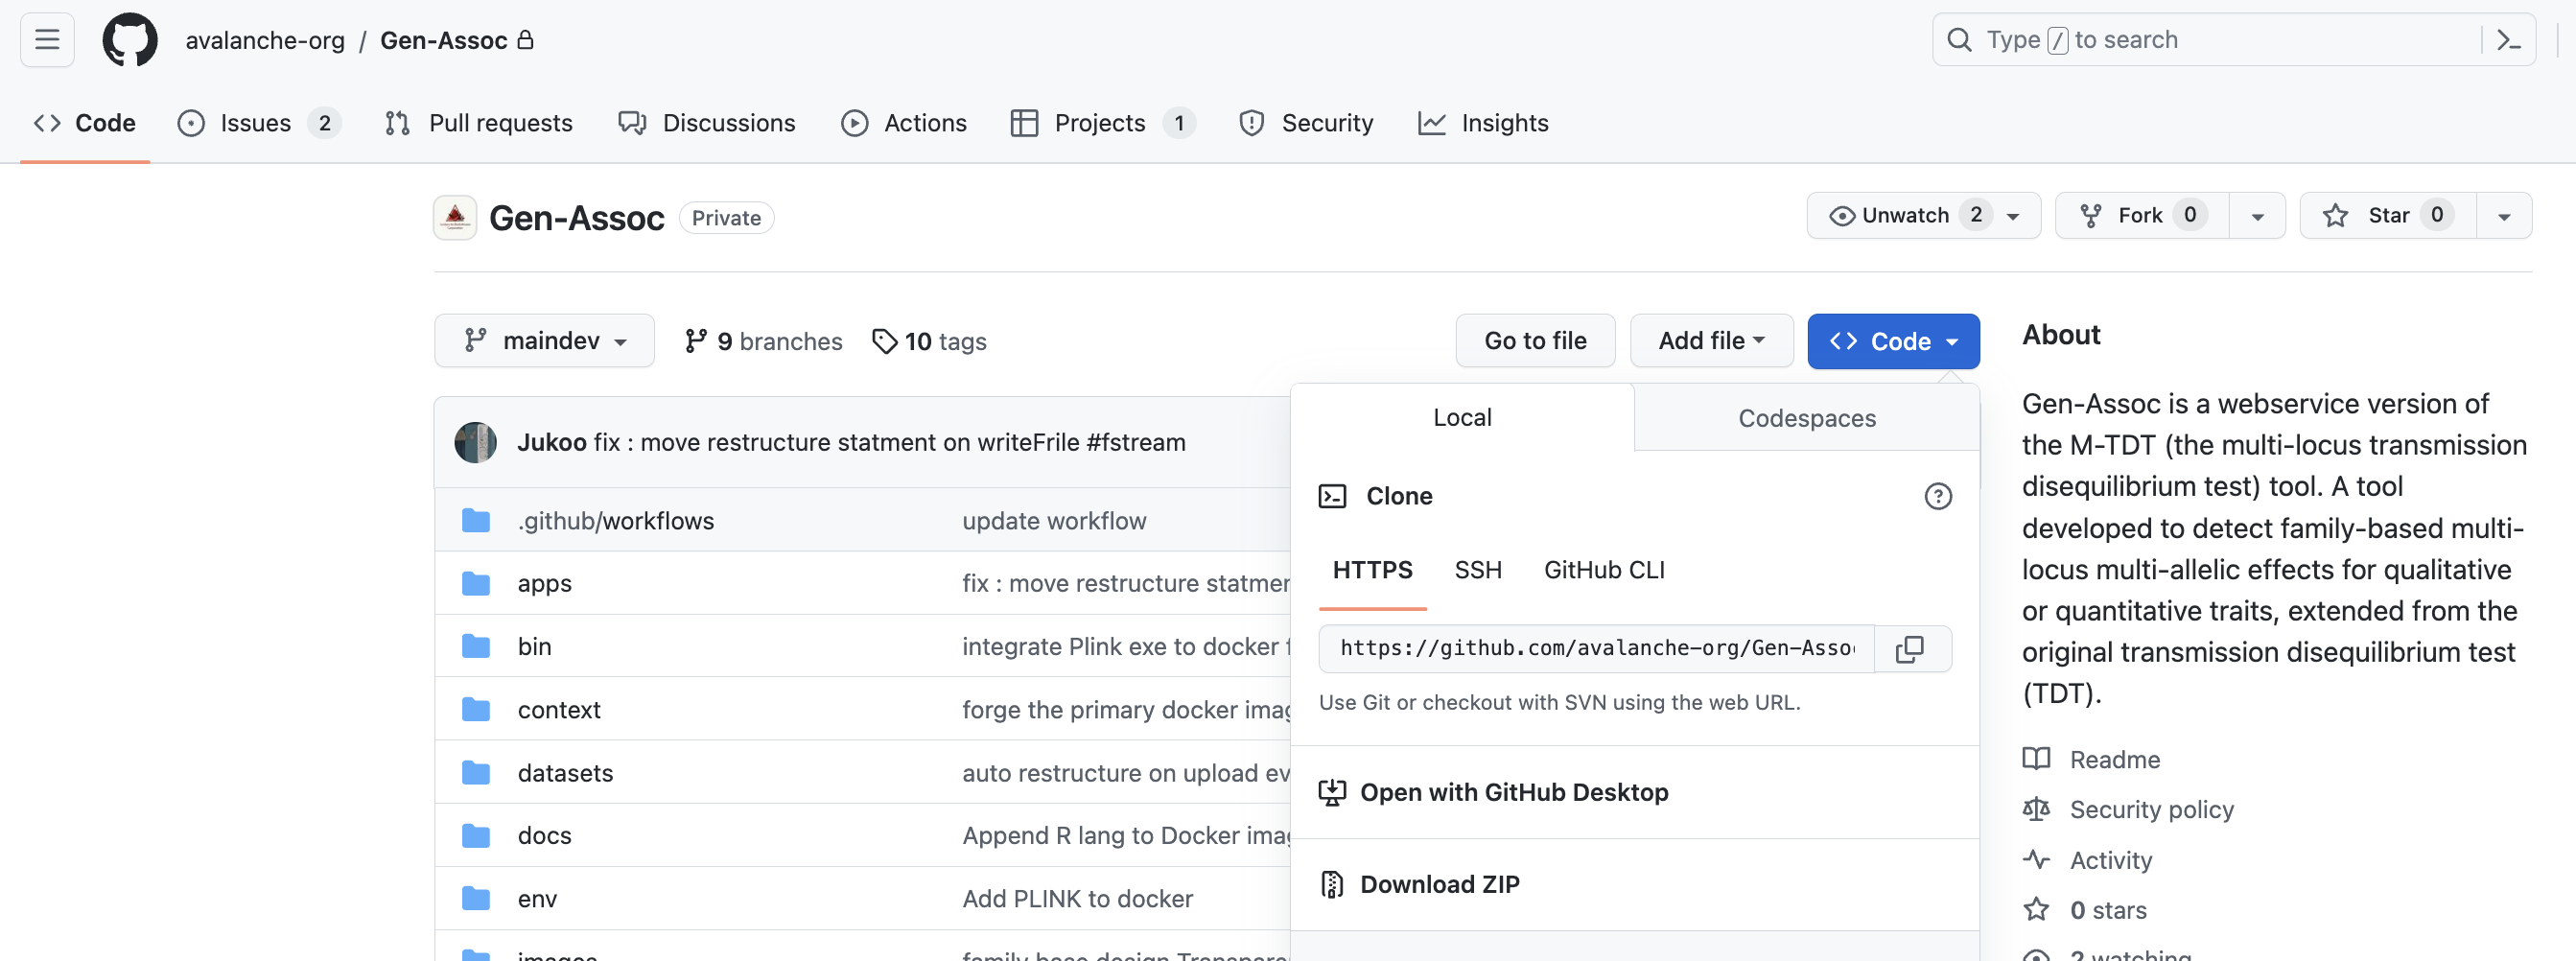 avalanche-org / Gen-Assoc
Type / to search
Code
Issues 2
Pull requests
Discussions
Actions
Projects 1
Security
Insights
Gen-Assoc Private
Unwatch 2
Fork 0
Star 0
maindev
9 branches
10 tags
Go to file
Add file
Code
Jukoo fix : move restructure statment on writeFrile #fstream
.github/workflows update workflow
apps fix : move restructure
bin integrate Plink exe to docker
context forge the primary docker
datasets auto restructure on upload
docs Append R lang to Docker
env Add PLINK to docker
images family base design
Local
Codespaces
Clone
HTTPS SSH GitHub CLI
https://github.com/avalanche-org/Gen-Asso
Use Git or checkout with SVN using the web URL.
Open with GitHub Desktop
Download ZIP
About
Gen-Assoc is a webservice version of
the M-TDT (the multi-locus transmission
disequilibrium test) tool. A tool
developed to detect family-based multi-
locus multi-allelic effects for qualitative
or quantitative traits, extended from the
original transmission disequilibrium test
(TDT).
Readme
Security policy
Activity
0 stars
2 watching